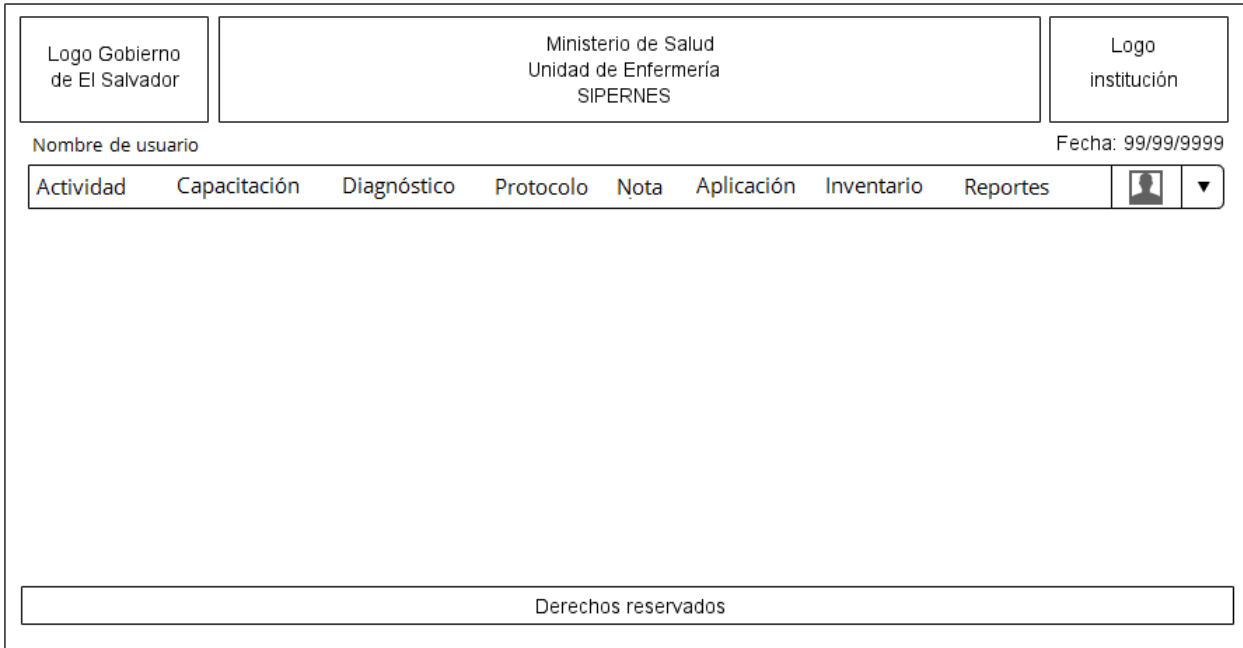 Logo Gobierno
de El Salvador
Ministerio de Salud
Unidad de Enfermería
SIPERNES
Logo
institución
Nombre de usuario
Fecha: 99/99/9999
Actividad Capacitación Diagnóstico Protocolo Nota Aplicación Inventario Reportes
Derechos reservados